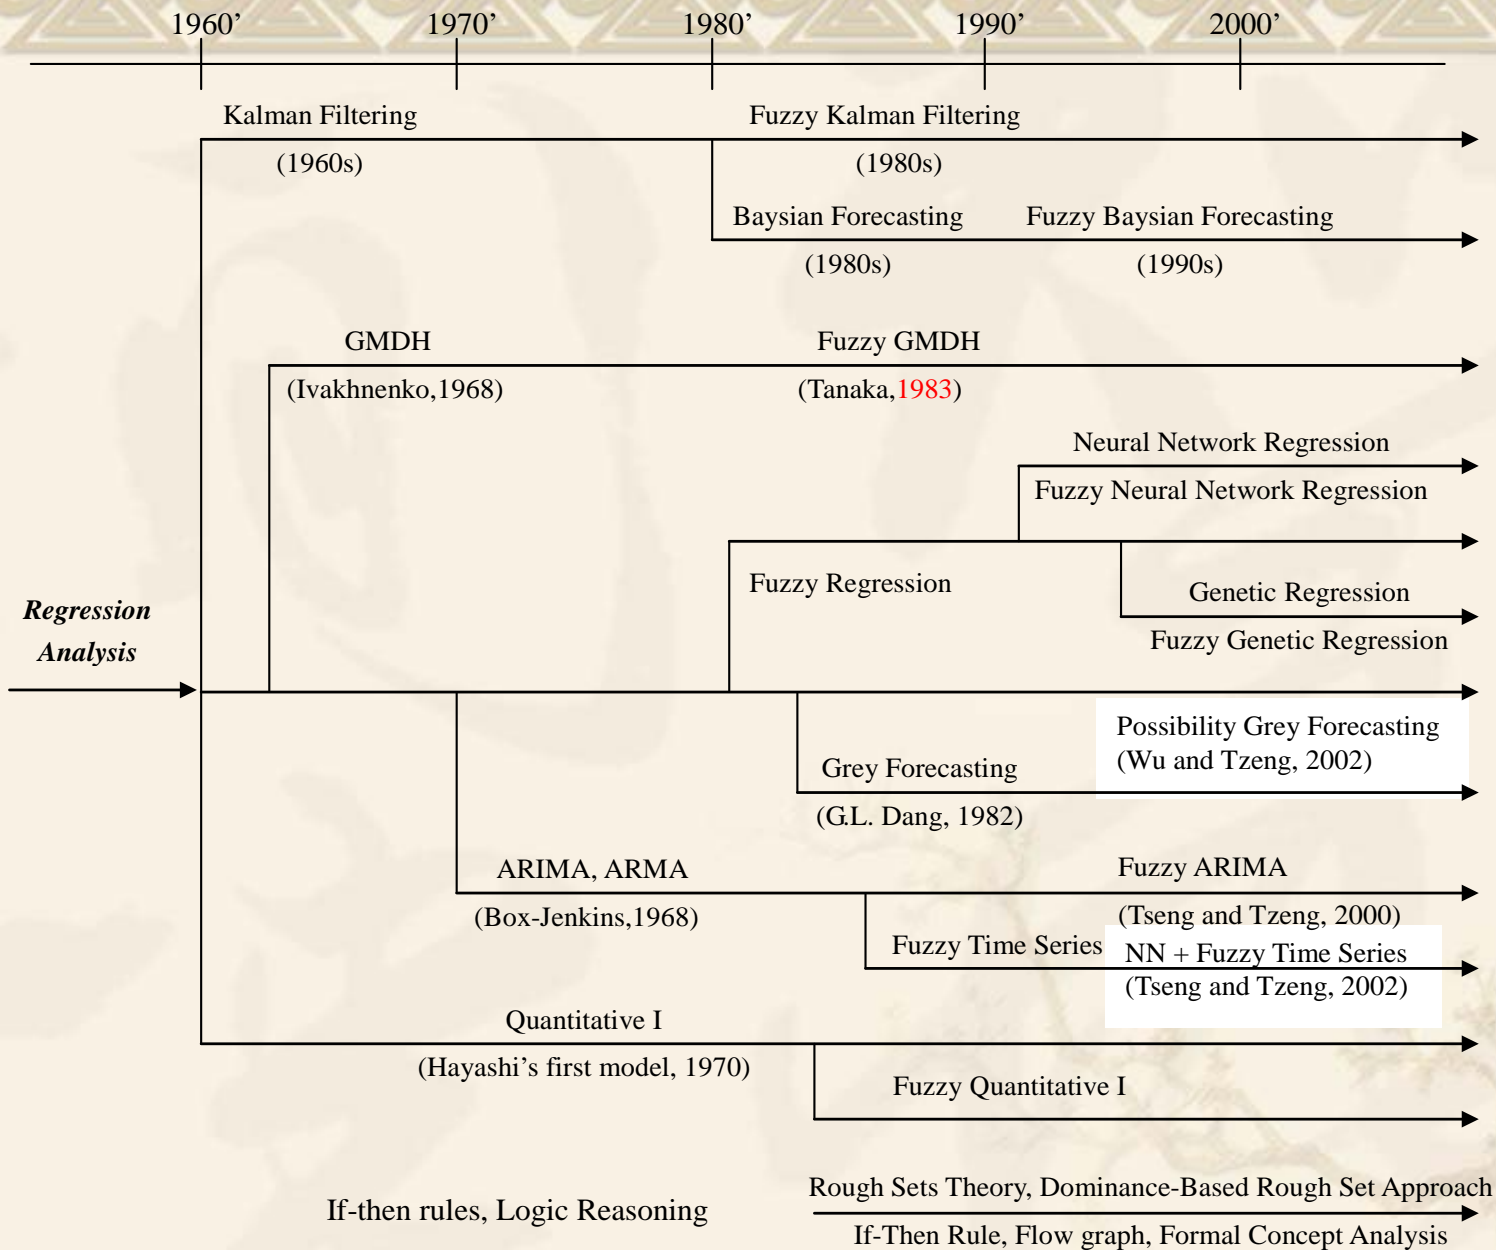 1960’ 1970’ 1980’ 1990’ 2000’
Kalman Filtering Fuzzy Kalman Filtering
(1960s) (1980s)
Baysian Forecasting Fuzzy Baysian Forecasting
(1980s) (1990s)
GMDH Fuzzy GMDH
(Ivakhnenko,1968) (Tanaka,1983)
Neural Network Regression
Fuzzy Neural Network Regression
Fuzzy Regression
Genetic Regression
Fuzzy Genetic Regression
Regression
Analysis
Possibility Grey Forecasting
(Wu and Tzeng, 2002)
Grey Forecasting
(G.L. Dang, 1982)
ARIMA, ARMA Fuzzy ARIMA
(Box-Jenkins,1968) (Tseng and Tzeng, 2000)
Fuzzy Time Series NN + Fuzzy Time Series
(Tseng and Tzeng, 2002)
Quantitative I
(Hayashi’s first model, 1970)
Fuzzy Quantitative I
If-then rules, Logic Reasoning
Rough Sets Theory, Dominance-Based Rough Set Approach
If-Then Rule, Flow graph, Formal Concept Analysis